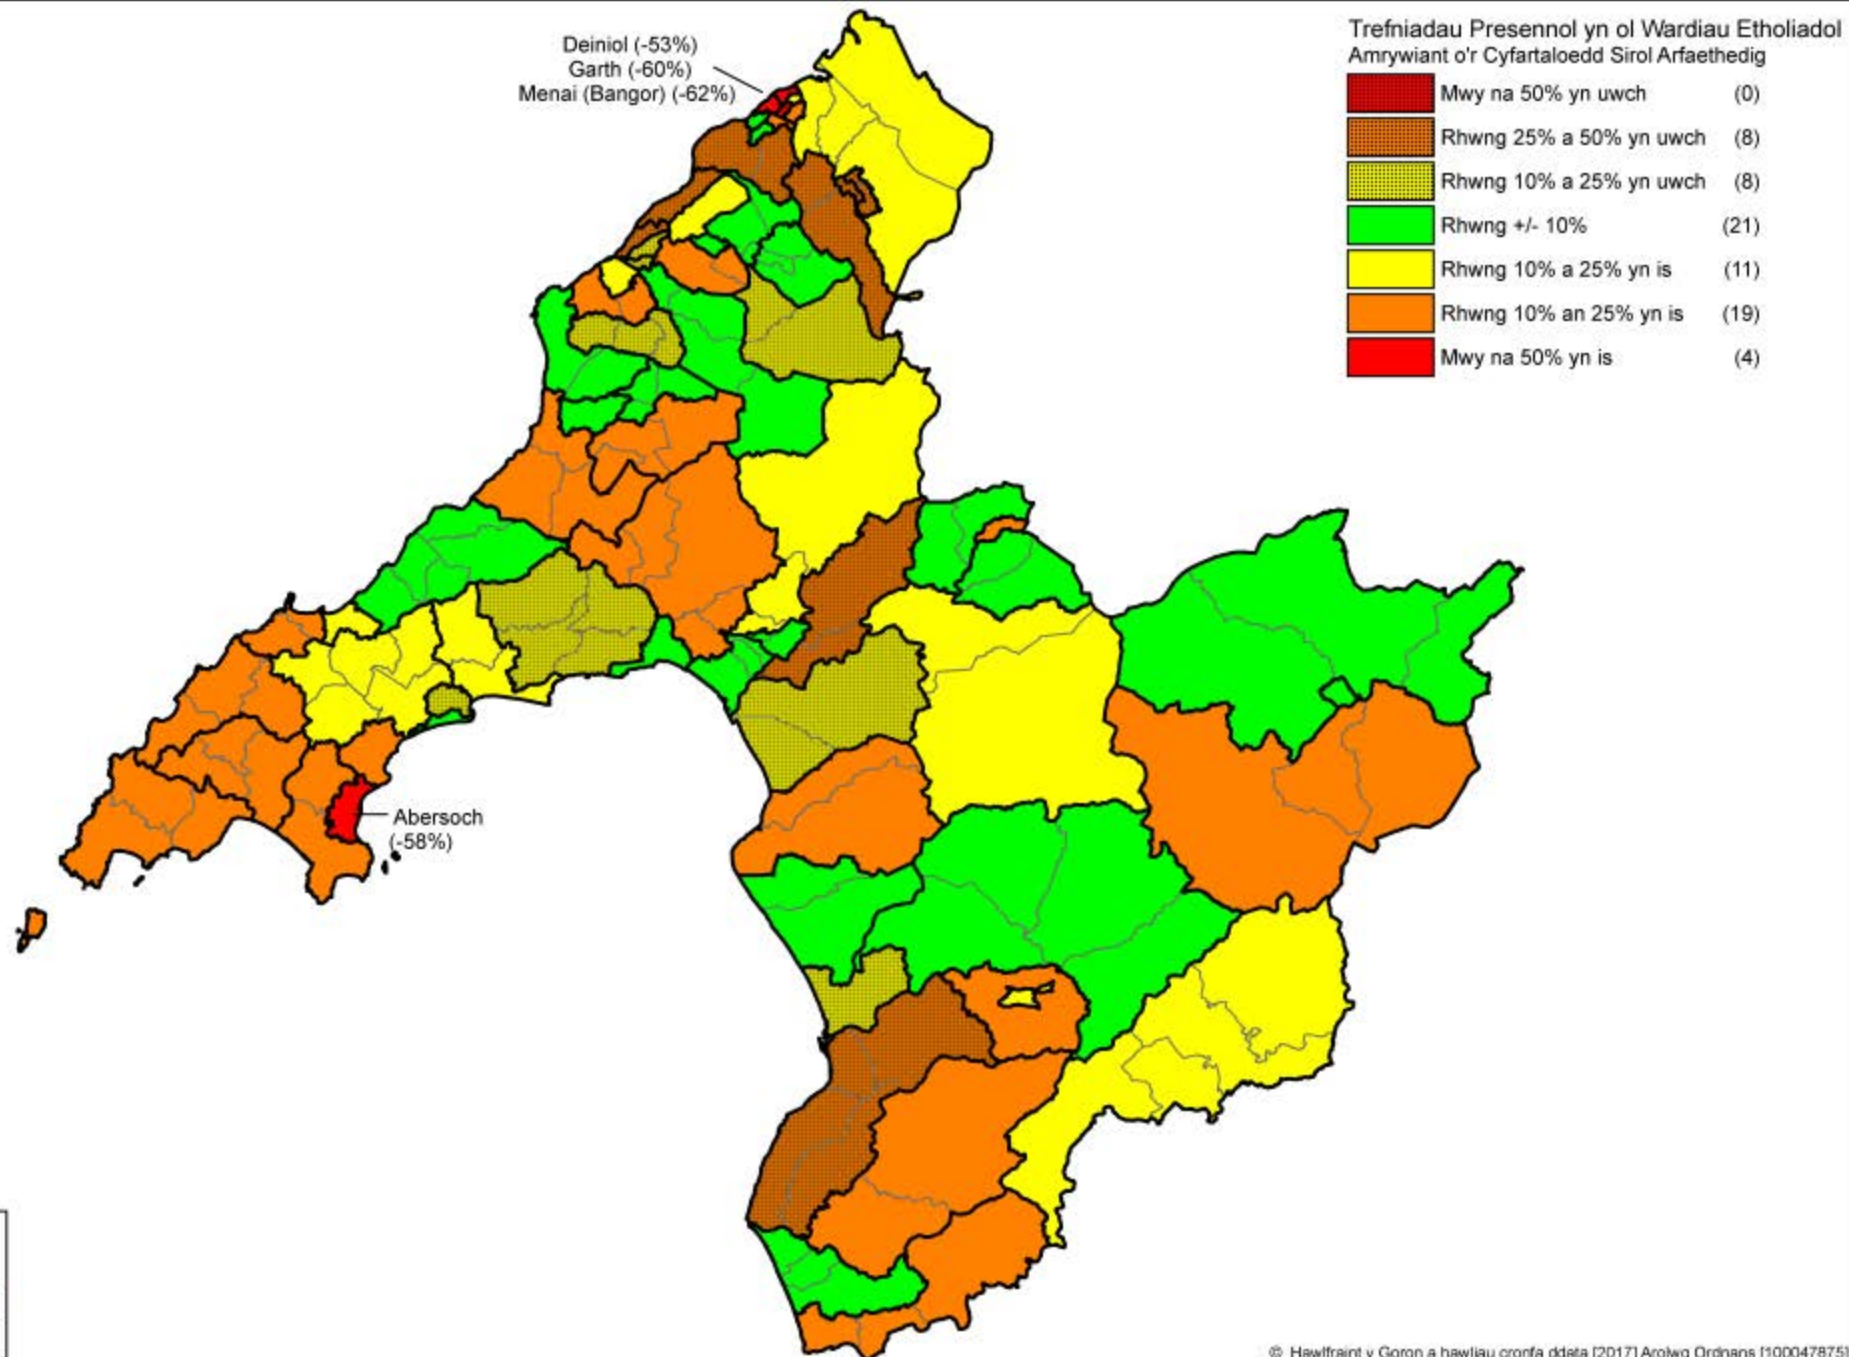 Trefniadau Presennol yn ol Wardiau Etholiadol
Amrywiant o'r Cyfartaloedd Sirol Arfaethedig
Mwy na 50% yn uwch (0)
Rhwng 25% a 50% yn uwch (8)
Rhwng 10% a 25% yn uwch (8)
Rhwng +/- 10% (21)
Rhwng 10% a 25% yn is (11)
Rhwng 10% an 25% yn is (19)
Mwy na 50% yn is (4)
Deiniol (-53%)
Garth (-60%)
Menai (Bangor) (-62%)
Abersoch
(-58%)
© Hawlfraint y Goron a hawliau cronfa ddata [2017] Arolwg Ordnans [100047875]